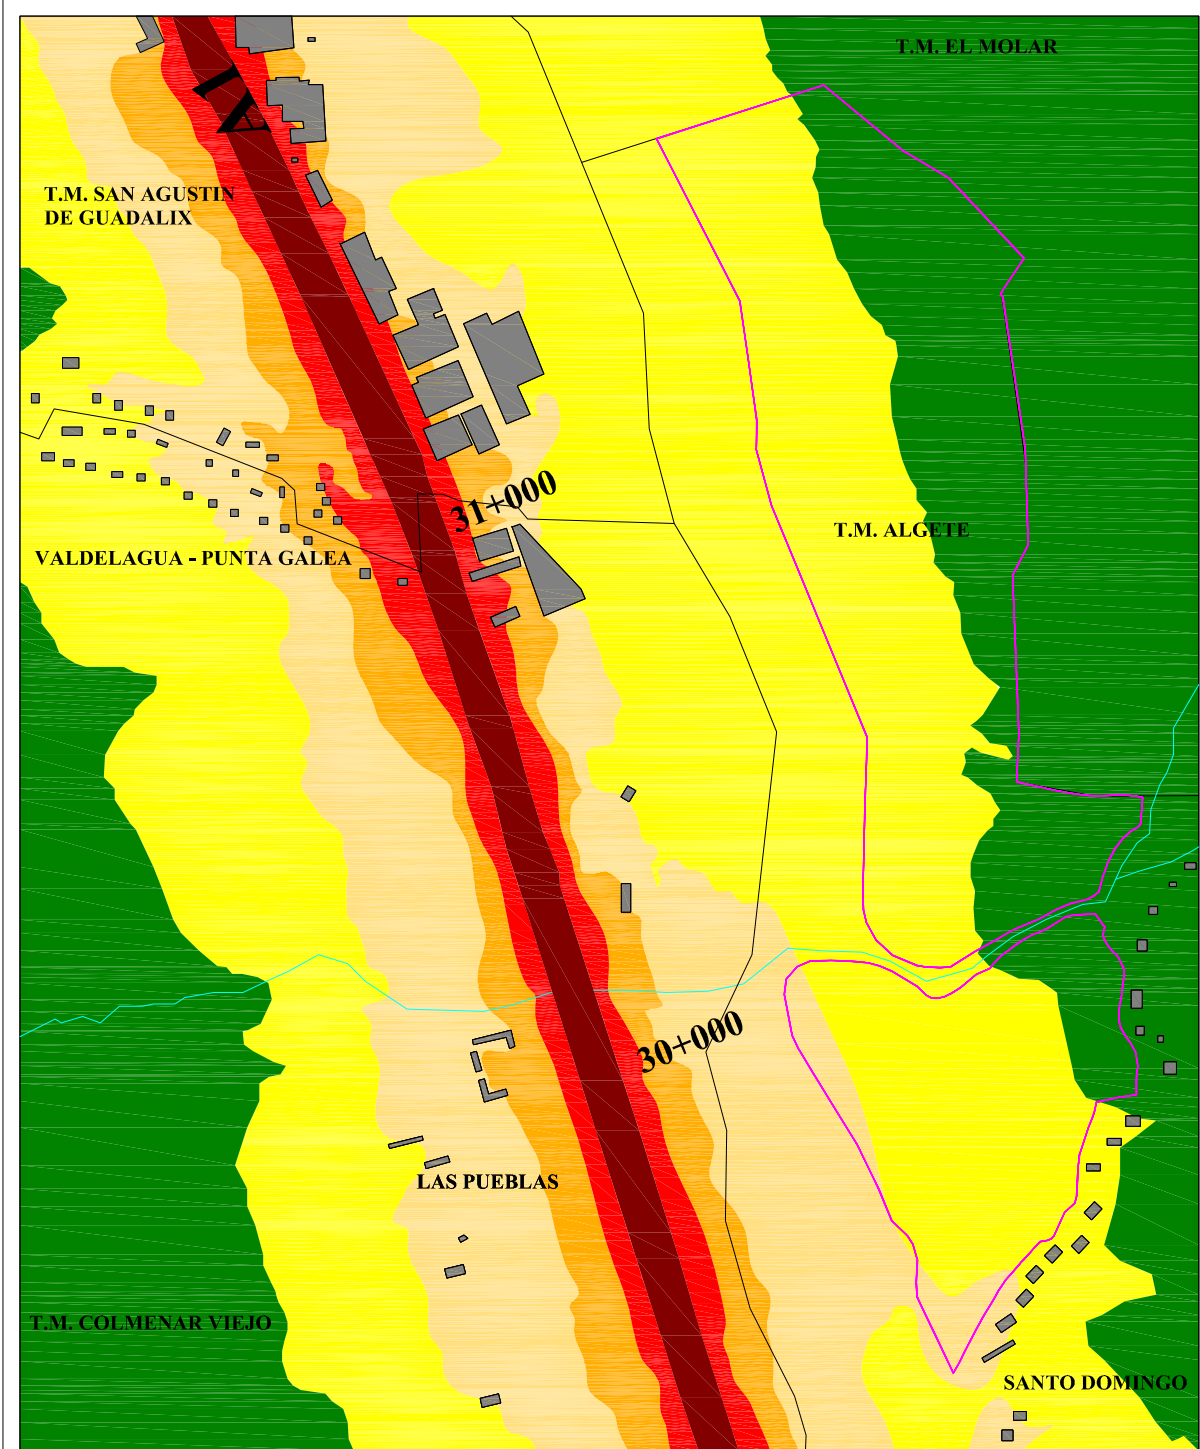 T.M. EL MOLAR
T.M. SAN AGUSTIN
DE GUADALIX
31+000
T.M. ALGETE
VALDELAGUA - PUNTA GALEA
30+000
LAS PUEBLAS
T.M. COLMENAR VIEJO
SANTO DOMINGO